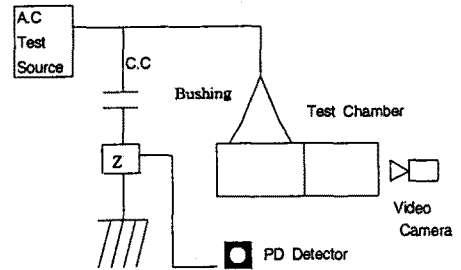 A.C
Test
Source
C.C
Bushing
Test Chamber
Z
Video
Camera
PD Detector